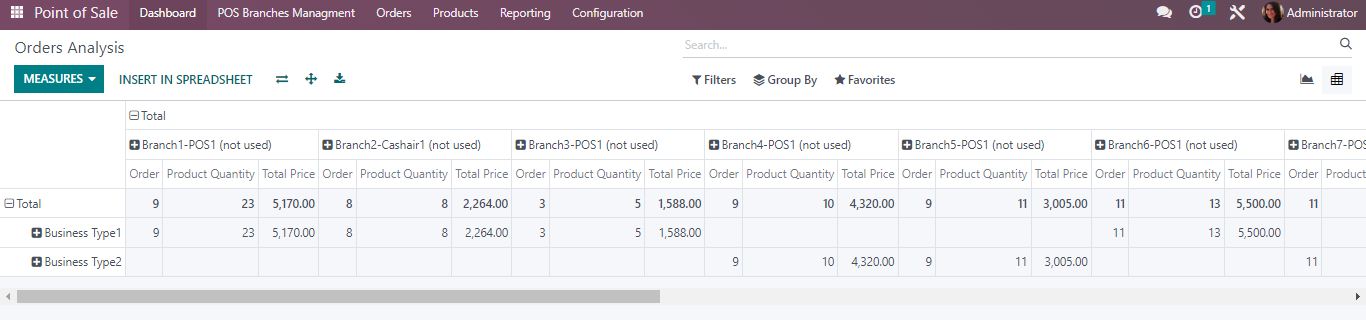 Point of Sale Dashboard POS Branches Managment Orders Products Reporting Configuration 1 Administrator
Orders Analysis Search...
MEASURES INSERT IN SPREADSHEET Filters Group By Favorites
Total
Branch1-POS1 (not used) Branch2-Cashair1 (not used) Branch3-POS1 (not used) Branch4-POS1 (not used) Branch5-POS1 (not used) Branch6-POS1 (not used) Branch7-POS
Order Product Quantity Total Price Order Product Quantity Total Price Order Product Quantity Total Price Order Product Quantity Total Price Order Product Quantity Total Price Order Product Quantity Total Price Order Product
Total 9 23 5,170.00 8 8 2,264.00 3 5 1,588.00 9 10 4,320.00 9 11 3,005.00 11 13 5,500.00 11
Business Type1 9 23 5,170.00 8 8 2,264.00 3 5 1,588.00 11 13 5,500.00
Business Type2 9 10 4,320.00 9 11 3,005.00 11